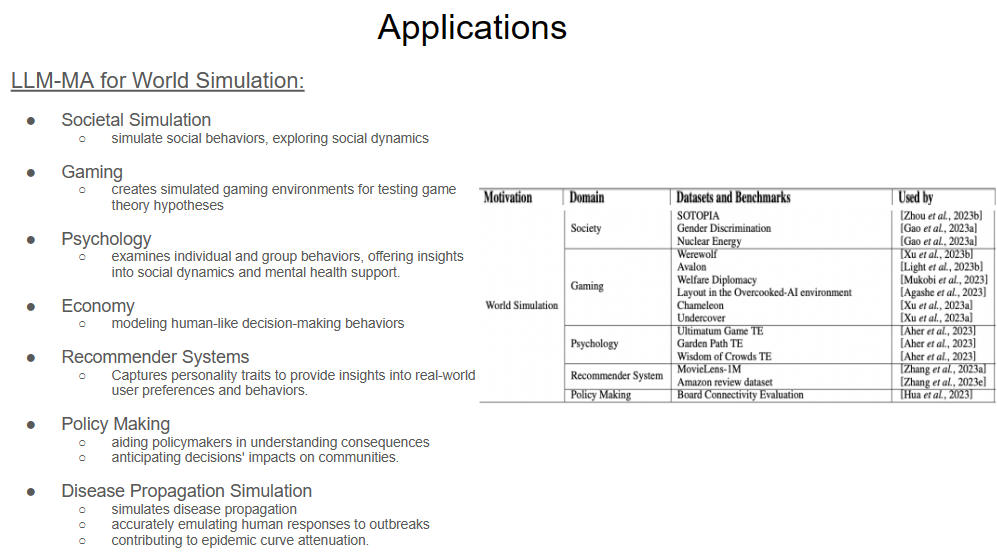 Applications
LLM-MA for World Simulation:
● Societal Simulation
○ simulate social behaviors, exploring social dynamics
● Gaming
○ creates simulated gaming environments for testing game
theory hypotheses
● Psychology
○ examines individual and group behaviors, offering insights
into social dynamics and mental health support.
● Economy
○ modeling human-like decision-making behaviors
● Recommender Systems
○ Captures personality traits to provide insights into real-world
user preferences and behaviors.
● Policy Making
○ aiding policymakers in understanding consequences
○ anticipating decisions' impacts on communities.
● Disease Propagation Simulation
○ simulates disease propagation
○ accurately emulating human responses to outbreaks
○ contributing to epidemic curve attenuation.
Motivation Domain Datasets and Benchmarks Used by
World Simulation
Society
SOTOPIA [Zhou et al., 2023b]
Gender Discrimination [Gao et al., 2023a]
Nuclear Energy [Gao et al., 2023a]
Gaming
Werewolf [Xu et al., 2023b]
Avalon [Light et al., 2023b]
Welfare Diplomacy [Mukobi et al., 2023]
Layout in the Overcooked-AI environment [Agashe et al., 2023]
Chameleon [Xu et al., 2023a]
Undercover [Xu et al., 2023a]
Psychology
Ultimatum Game TE [Aher et al., 2023]
Garden Path TE [Aher et al., 2023]
Wisdom of Crowds TE [Aher et al., 2023]
Recommender System
MovieLens-1M [Zhang et al., 2023a]
Amazon review dataset [Zhang et al., 2023e]
Policy Making Board Connectivity Evaluation [Hua et al., 2023]